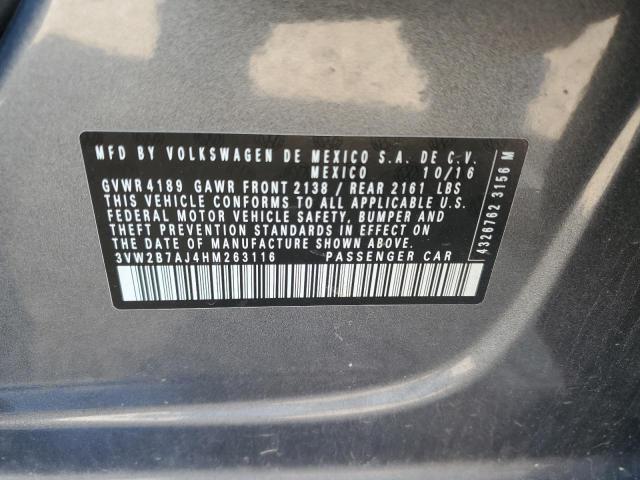 MFD BY VOLKSWAGEN DE MEXICO S.A. DE C.V.
MEXICO 10/16
GVWR 4189 GAWR FRONT 2138 / REAR 2161 LBS
THIS VEHICLE CONFORMS TO ALL APPLICABLE U.S.
FEDERAL MOTOR VEHICLE SAFETY, BUMPER AND
THEFT PREVENTION STANDARDS IN EFFECT ON
THE DATE OF MANUFACTURE SHOWN ABOVE.
3VW2B7AJ4HM263116 PASSENGER CAR
4326762 3156 M